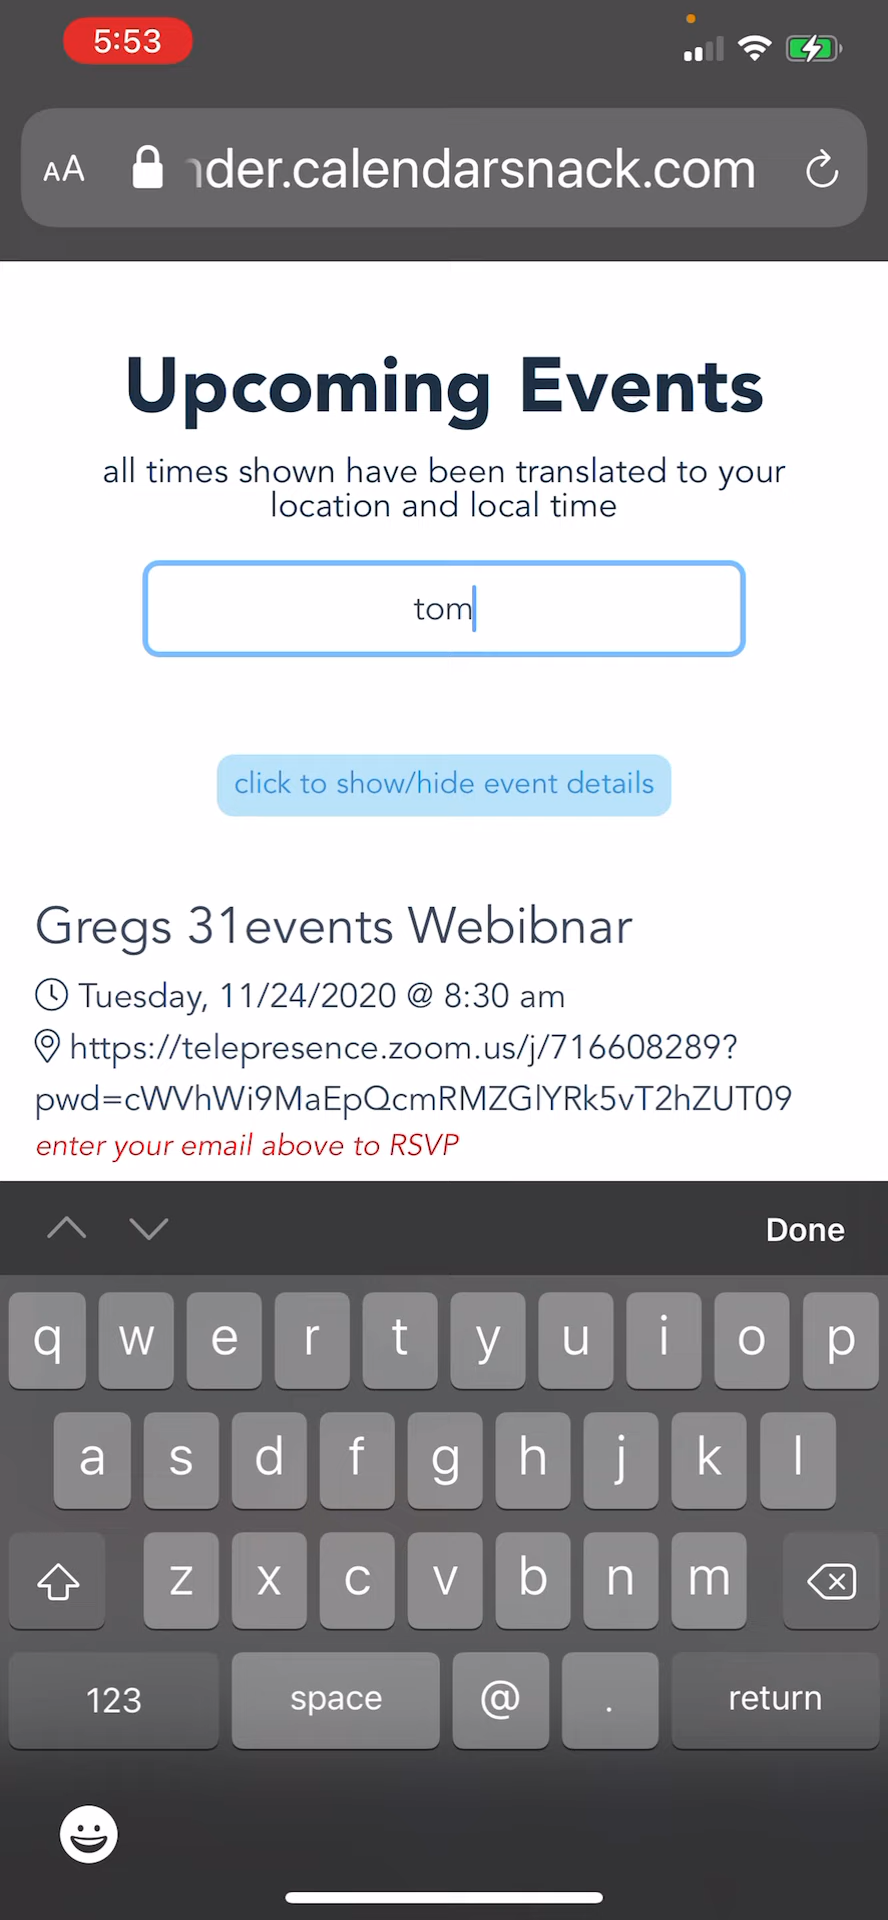 5:53
AA nder.calendarsnack.com
Upcoming Events
all times shown have been translated to your
location and local time
tom
click to show/hide event details
Gregs 31events Webibnar
Tuesday, 11/24/2020 @ 8:30 am
https://telepresence.zoom.us/j/716608289?
pwd=cWVhWi9MaEpQcmRMZGlYRk5vT2hZUT09
enter your email above to RSVP
Done
q w e r t y u i o p
a s d f g h j k l
z x c v b n m
123 space @ . return